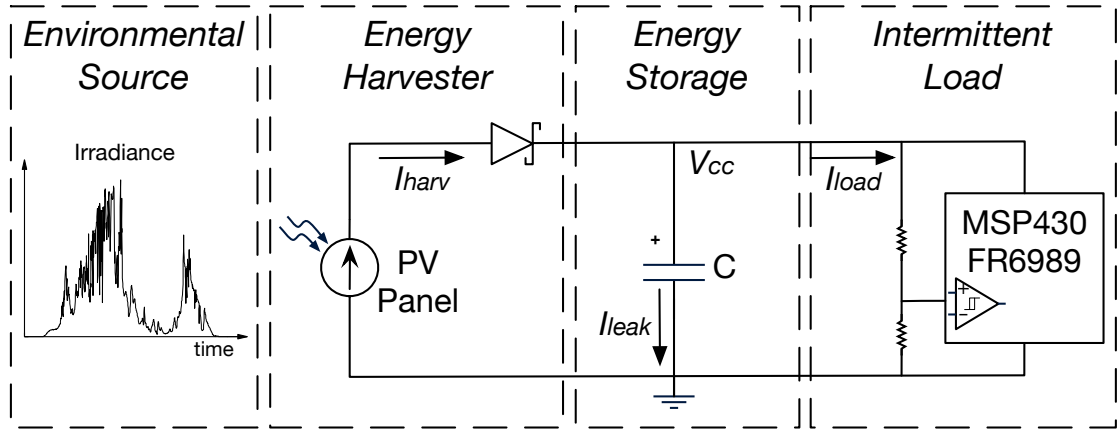 Environmental
Source
Energy
Harvester
Energy
Storage
Intermittent
Load
Irradiance
time
Iharv
PV
Panel
Vcc
+
C
Ileak
Iload
MSP430
FR6989
+
−